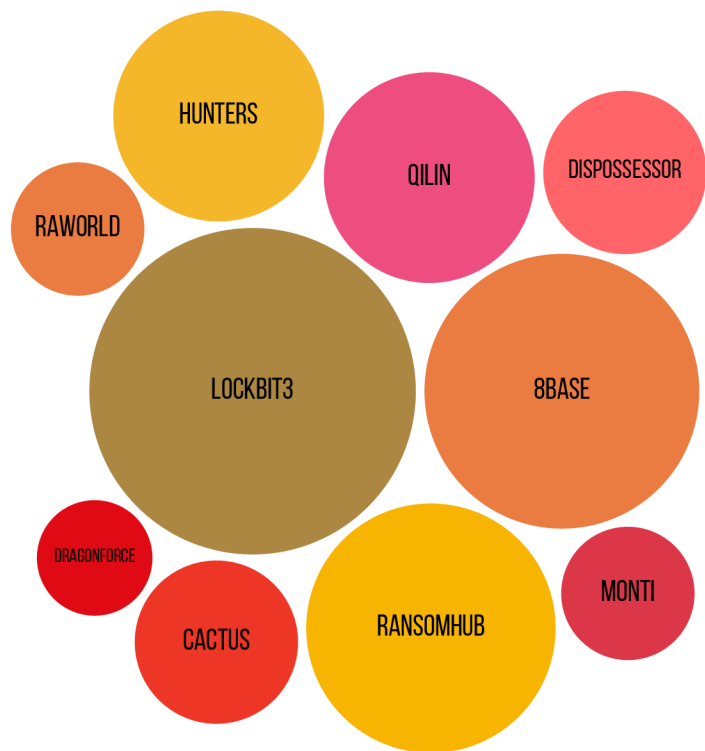 HUNTERS
QILIN
DISPOSSESSOR
RAWORLD
LOCKBIT3
8BASE
DRAGONFORCE
CACTUS
RANSOMHUB
MONTI